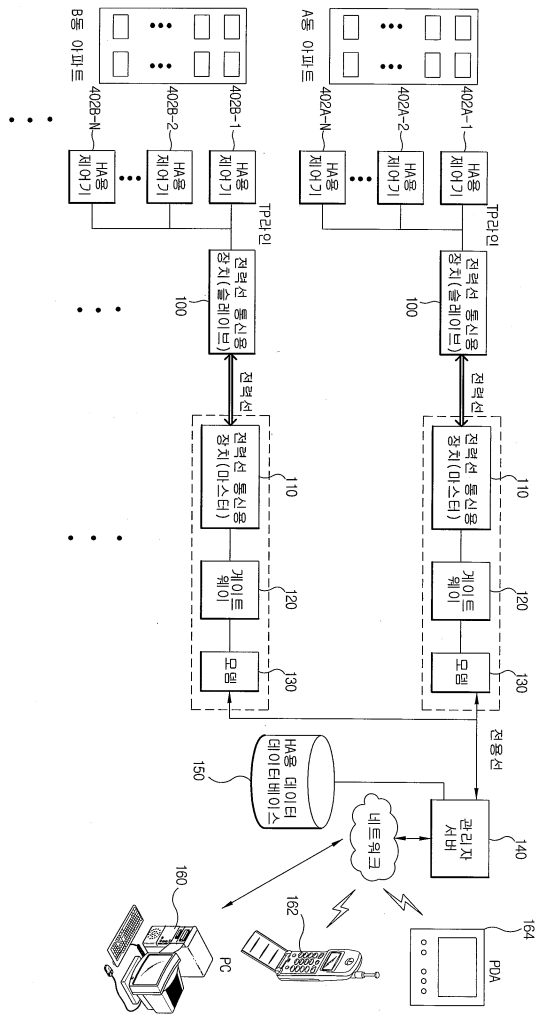 A동 아파트
402A-1
402A-2
402A-N
HA용
제어기
HA용
제어기
HA용
제어기
TP라인
전력선 통신용
장치(슬레이브)
100
전력선
전력선 통신용
장치(마스터)
110
게이트
웨이
120
모뎀
130
전용선
B동 아파트
402B-1
402B-2
402B-N
HA용
제어기
HA용
제어기
HA용
제어기
TP라인
전력선 통신용
장치(슬레이브)
100
전력선
전력선 통신용
장치(마스터)
110
게이트
웨이
120
모뎀
130
관리자
서버
140
HA용 데이터
데이터베이스
150
네트워크
160
PC
162
164
PDA